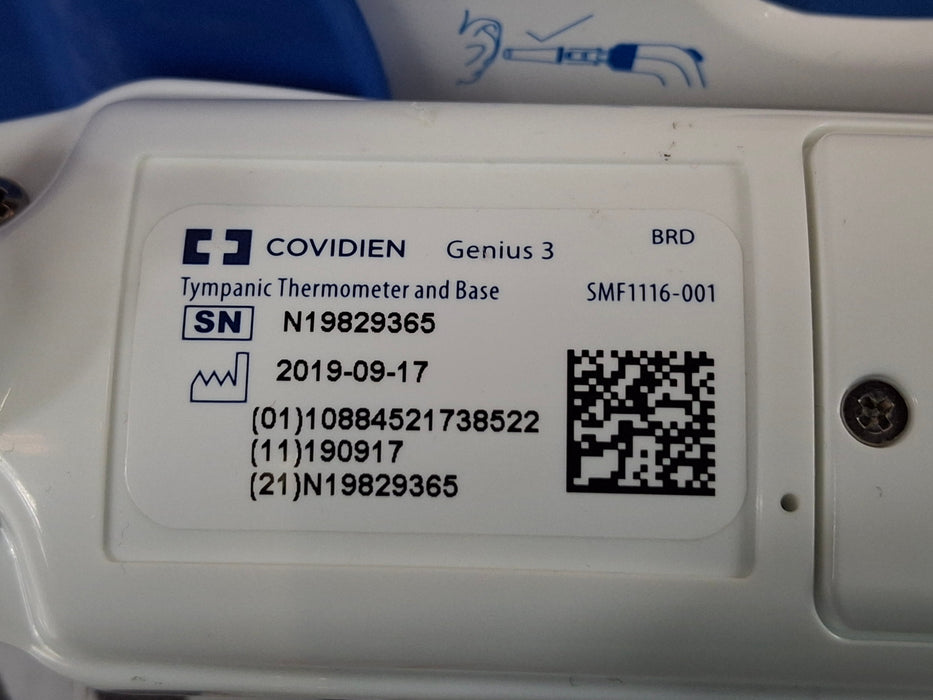 COVIDIEN Genius 3 BRD
Tympanic Thermometer and Base SMF1116-001
SN N19829365
2019-09-17
(01)10884521738522
(11)190917
(21)N19829365